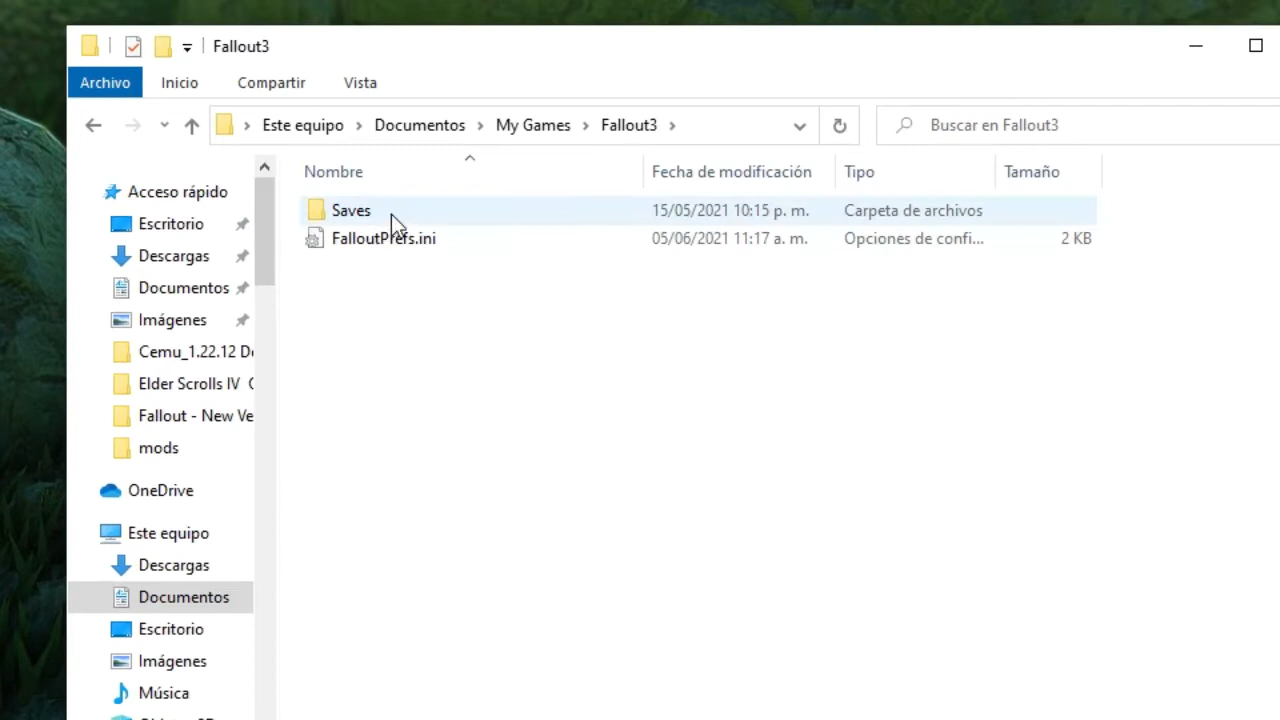 Fallout3
Archivo Inicio Compartir Vista
Este equipo Documentos My Games Fallout3 Buscar en Fallout3
Nombre Fecha de modificación Tipo Tamaño
Saves 15/05/2021 10:15 p. m. Carpeta de archivos
FalloutPrefs.ini 05/06/2021 11:17 a. m. Opciones de confi... 2 KB
Acceso rápido
Escritorio
Descargas
Documentos
Imágenes
Cemu_1.22.12 De
Elder Scrolls IV
Fallout - New Ve
mods
OneDrive
Este equipo
Descargas
Documentos
Escritorio
Imágenes
Música